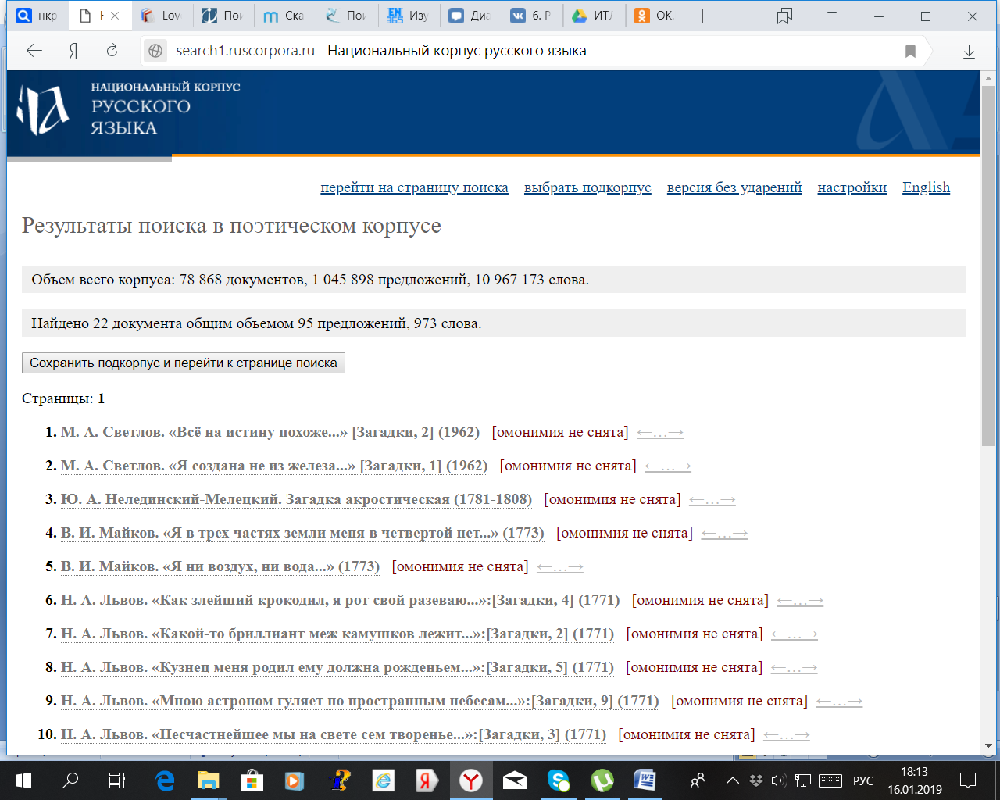 нкр
Н
Love
Пои
Ска
Пои
EN 365
Изу
Диа
6. Р
ИТЛ
ОК.
Я
search1.ruscorpora.ru Национальный корпус русского языка
НАЦИОНАЛЬНЫЙ КОРПУС
РУССКОГО
ЯЗЫКА
перейти на страницу поиска выбрать подкорпус версия без ударений настройки English
Результаты поиска в поэтическом корпусе
Объем всего корпуса: 78 868 документов, 1 045 898 предложений, 10 967 173 слова.
Найдено 22 документа общим объемом 95 предложений, 973 слова.
Сохранить подкорпус и перейти к странице поиска
Страницы: 1
1. М. А. Светлов. «Всё на истину похоже...» [Загадки, 2] (1962) [омонимия не снята] ←...→
2. М. А. Светлов. «Я создана не из железа...» [Загадки, 1] (1962) [омонимия не снята] ←...→
3. Ю. А. Нелединский-Мелецкий. Загадка акростическая (1781-1808) [омонимия не снята] ←...→
4. В. И. Майков. «Я в трех частях земли меня в четвертой нет...» (1773) [омонимия не снята] ←...→
5. В. И. Майков. «Я ни воздух, ни вода...» (1773) [омонимия не снята] ←...→
6. Н. А. Львов. «Как злейший крокодил, я рот свой разеваю...»:[Загадки, 4] (1771) [омонимия не снята] ←...→
7. Н. А. Львов. «Какой-то бриллиант меж камушков лежит...»:[Загадки, 2] (1771) [омонимия не снята] ←...→
8. Н. А. Львов. «Кузнец меня родил ему должна рожденьем...»:[Загадки, 5] (1771) [омонимия не снята] ←...→
9. Н. А. Львов. «Мною астроном гуляет по пространным небесам...»:[Загадки, 9] (1771) [омонимия не снята] ←...→
10. Н. А. Львов. «Несчастнейшее мы на свете сем творенье...»:[Загадки, 3] (1771) [омонимия не снята] ←...→
РУС
18:13
16.01.2019